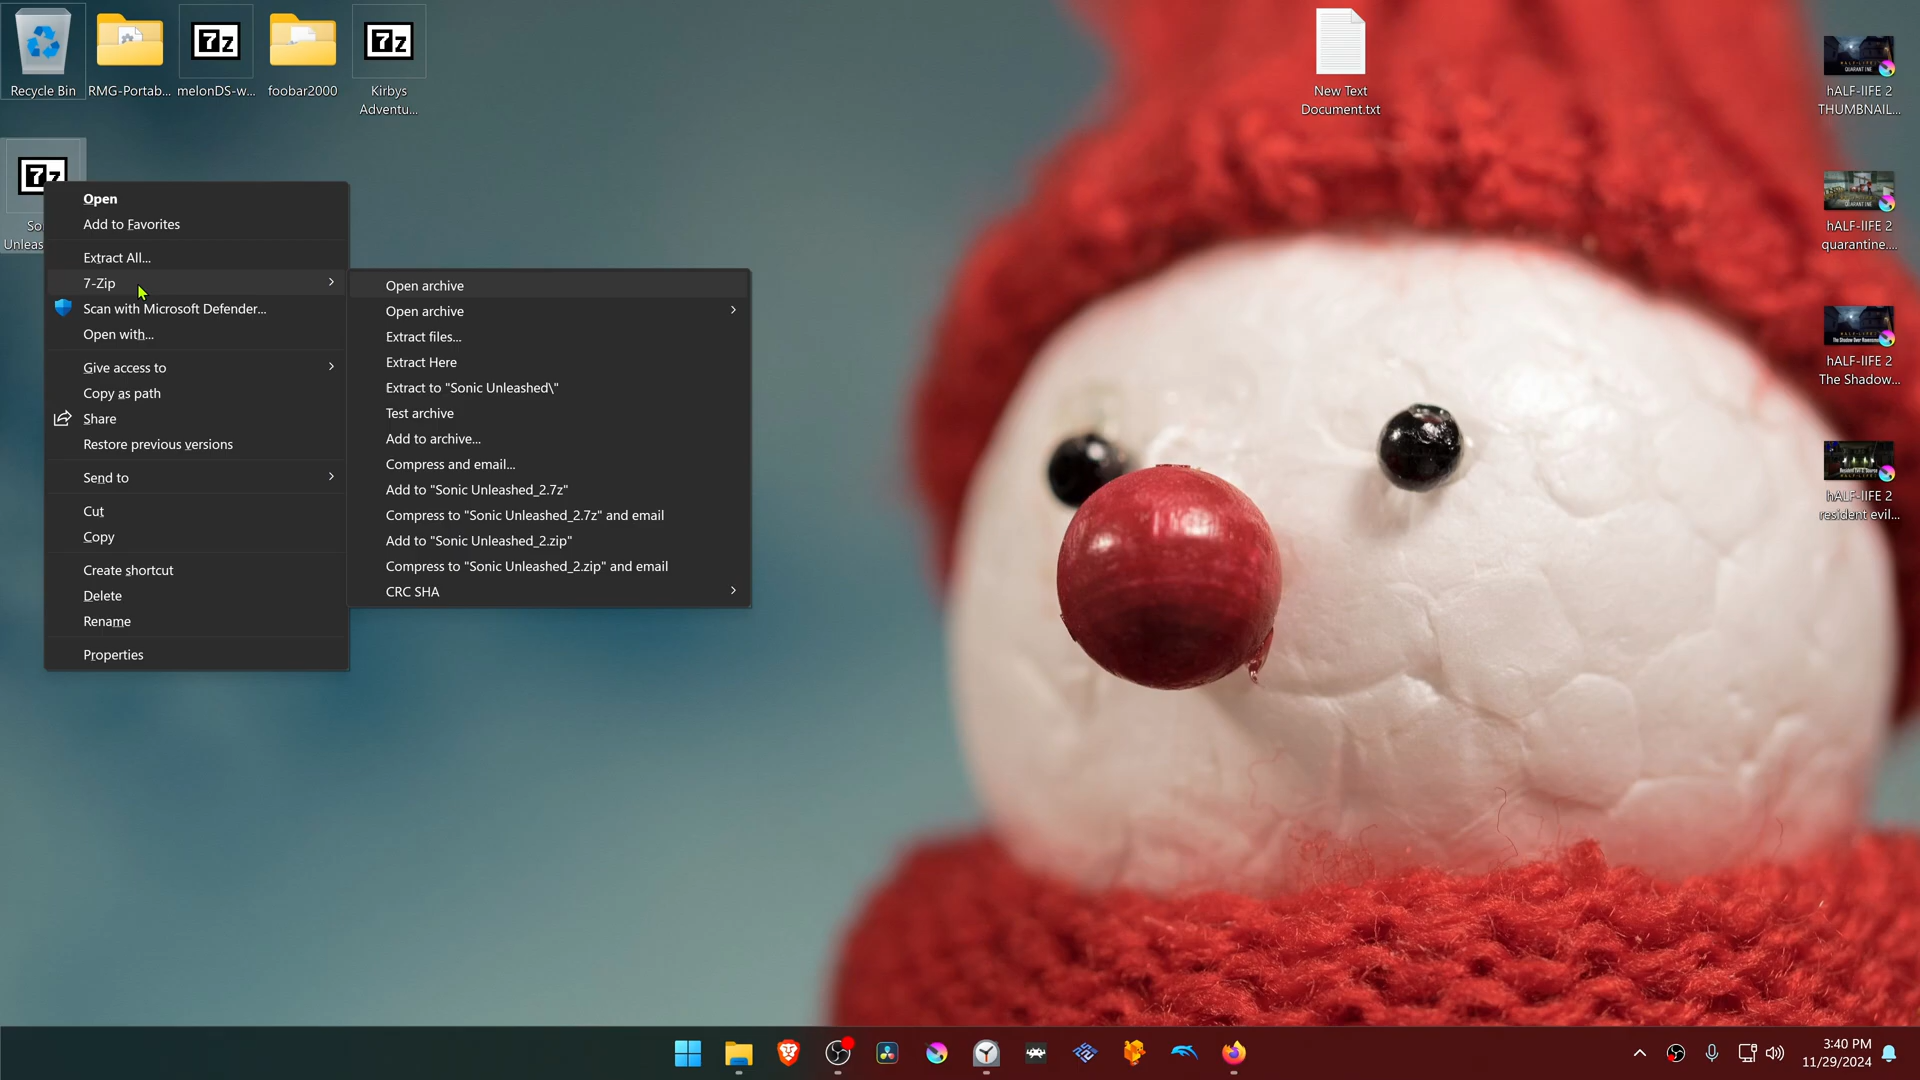 Recycle Bin
RMG-Portab...
melonDS-w...
foobar2000
Kirbys
Adventu...
New Text
Document.txt
hALF-lIFE 2
THUMBNAIL...
hALF-lIFE 2
quarantine....
hALF-lIFE 2
The Shadow...
hALF-lIFE 2
resident evil...
7z
7z
7z
So
Unleas
Open
Add to Favorites
Extract All...
7-Zip
Scan with Microsoft Defender...
Open with...
Give access to
Copy as path
Share
Restore previous versions
Send to
Cut
Copy
Create shortcut
Delete
Rename
Properties
Open archive
Open archive
Extract files...
Extract Here
Extract to "Sonic Unleashed\"
Test archive
Add to archive...
Compress and email...
Add to "Sonic Unleashed_2.7z"
Compress to "Sonic Unleashed_2.7z" and email
Add to "Sonic Unleashed_2.zip"
Compress to "Sonic Unleashed_2.zip" and email
CRC SHA
3:40 PM
11/29/2024